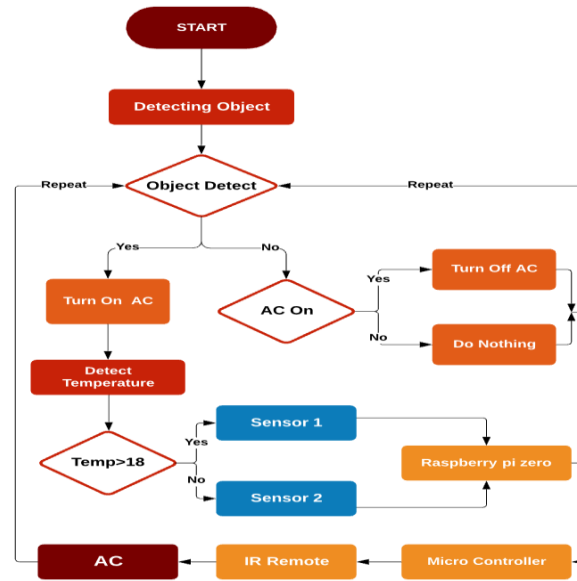 START
Detecting Object
Repeat
Object Detect
Repeat
Yes
No
Turn On AC
AC On
Yes
Turn Off AC
No
Do Nothing
Detect
Temperature
Temp>18
Yes
Sensor 1
No
Sensor 2
Raspberry pi zero
AC
IR Remote
Micro Controller